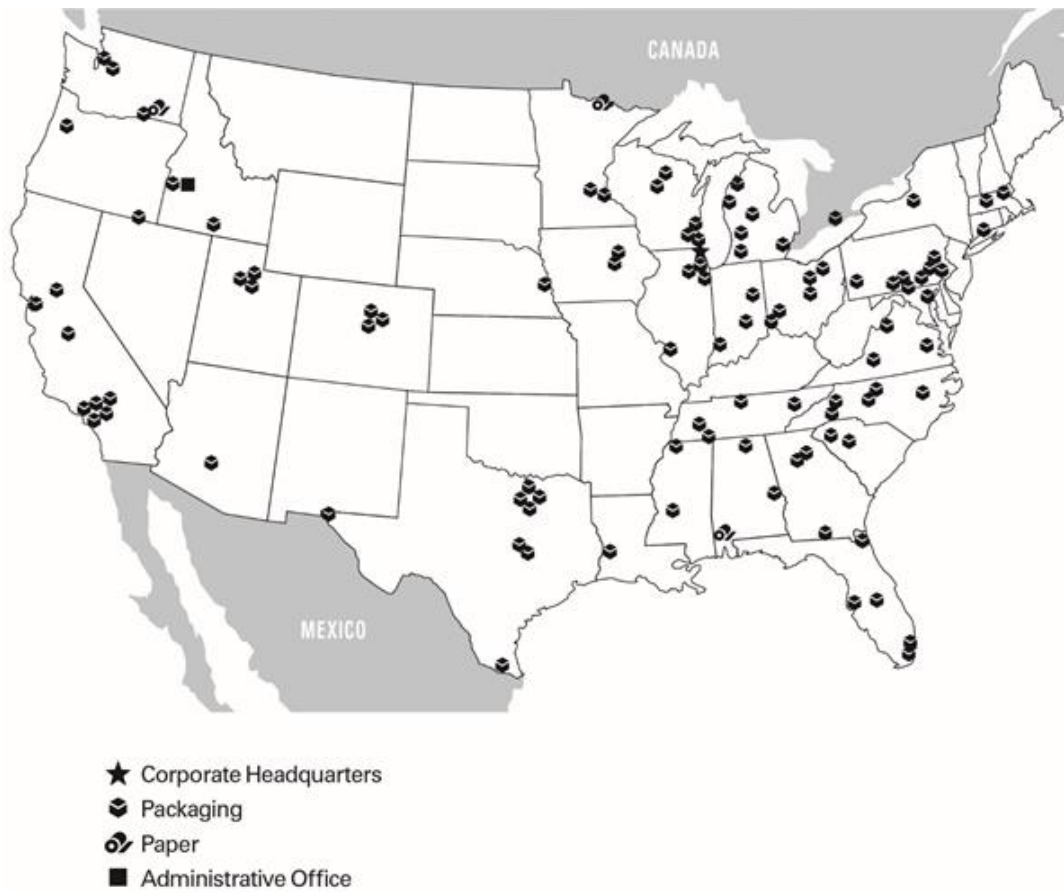 CANADA
MEXICO
Corporate Headquarters
Packaging
Paper
Administrative Office